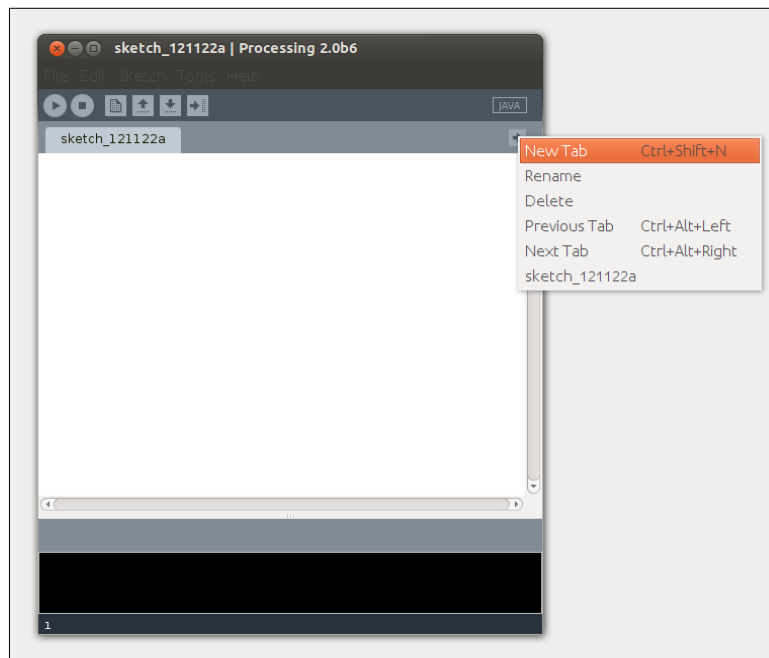 sketch_121122a | Processing 2.0b6
File Edit Sketch Tools Help
JAVA
sketch_121122a
New Tab Ctrl+Shift+N
Rename
Delete
Previous Tab Ctrl+Alt+Left
Next Tab Ctrl+Alt+Right
sketch_121122a
1